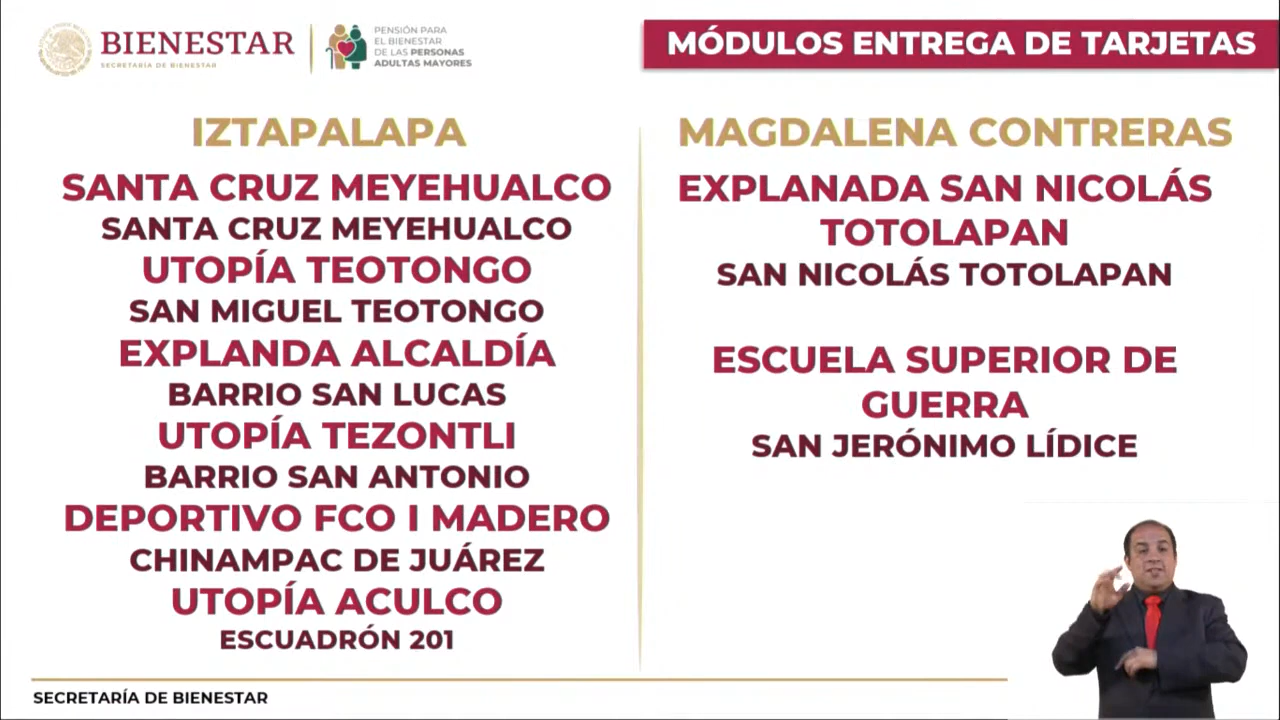 BIENESTAR
SECRETARÍA DE BIENESTAR
PENSIÓN PARA
EL BIENESTAR
DE LAS PERSONAS
ADULTAS MAYORES
MÓDULOS ENTREGA DE TARJETAS
IZTAPALAPA
SANTA CRUZ MEYEHUALCO
SANTA CRUZ MEYEHUALCO
UTOPÍA TEOTONGO
SAN MIGUEL TEOTONGO
EXPLANDA ALCALDÍA
BARRIO SAN LUCAS
UTOPÍA TEZONTLI
BARRIO SAN ANTONIO
DEPORTIVO FCO I MADERO
CHINAMPAC DE JUÁREZ
UTOPÍA ACULCO
ESCUADRÓN 201
MAGDALENA CONTRERAS
EXPLANADA SAN NICOLÁS
TOTOLAPAN
SAN NICOLÁS TOTOLAPAN
ESCUELA SUPERIOR DE
GUERRA
SAN JERÓNIMO LÍDICE
SECRETARÍA DE BIENESTAR